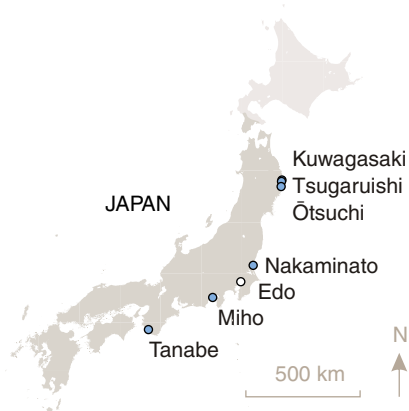 Kuwagasaki
Tsugaruishi
Ōtsuchi
JAPAN
Nakaminato
Edo
Miho
Tanabe
500 km
N